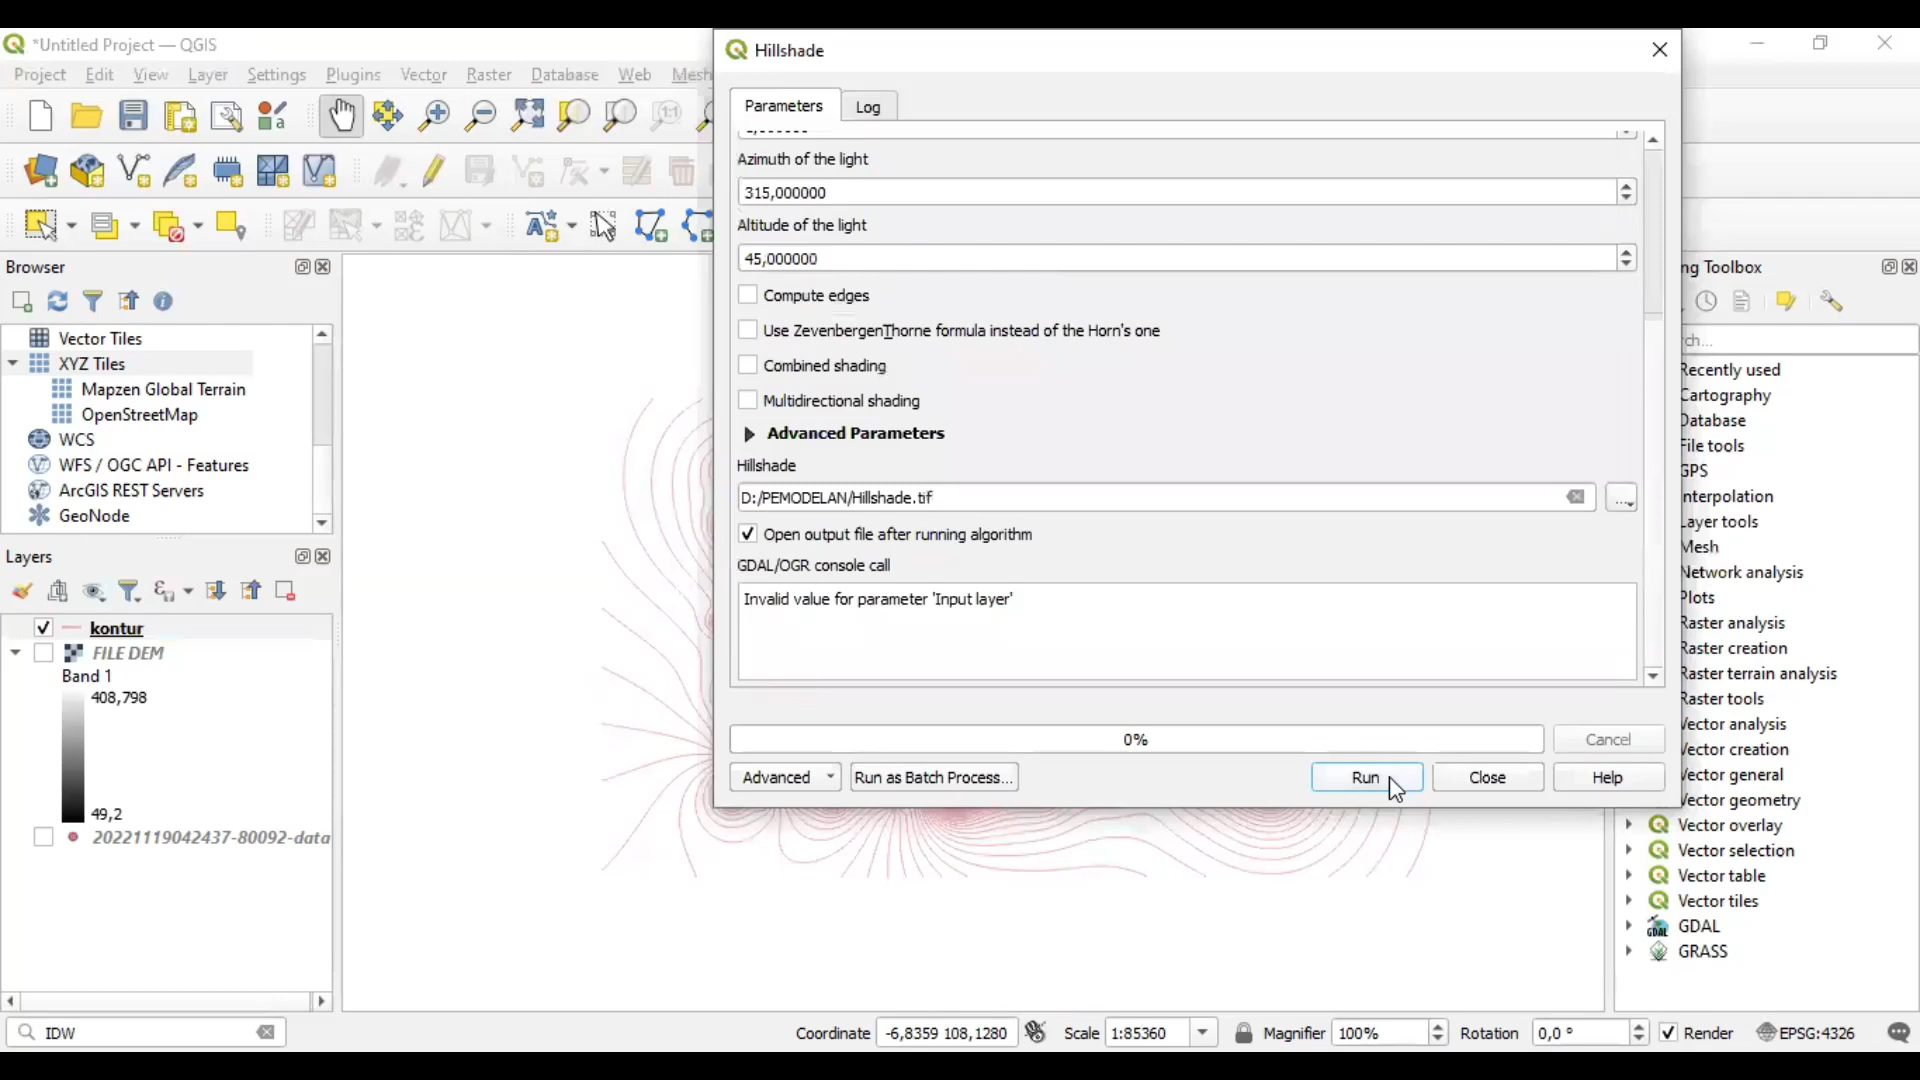 *Untitled Project — QGIS
Project Edit View Layer Settings Plugins Vector Raster Database Web Mesh
Hillshade
Parameters
Log
Azimuth of the light
315,000000
Altitude of the light
45,000000
Compute edges
Use ZevenbergenThorne formula instead of the Horn's one
Combined shading
Multidirectional shading
Advanced Parameters
Hillshade
D:/PEMODELAN/Hillshade.tif
...
Open output file after running algorithm
GDAL/OGR console call
Invalid value for parameter 'Input layer'
0%
Cancel
Advanced
Run as Batch Process...
Run
Close
Help
1:1
Browser
Vector Tiles
XYZ Tiles
Mapzen Global Terrain
OpenStreetMap
WCS
WFS / OGC API - Features
ArcGIS REST Servers
GeoNode
Layers
kontur
FILE DEM
Band 1
408,798
49,2
20221119042437-80092-data
ng Toolbox
ch...
Recently used
Cartography
Database
File tools
GPS
Interpolation
Layer tools
Mesh
Network analysis
Plots
Raster analysis
Raster creation
Raster terrain analysis
Raster tools
Vector analysis
Vector creation
Vector general
Vector geometry
Vector overlay
Vector selection
Vector table
Vector tiles
GDAL
GRASS
IDW
Coordinate -6,8359 108,1280
Scale 1:85360
Magnifier 100%
Rotation 0,0 °
Render
EPSG:4326